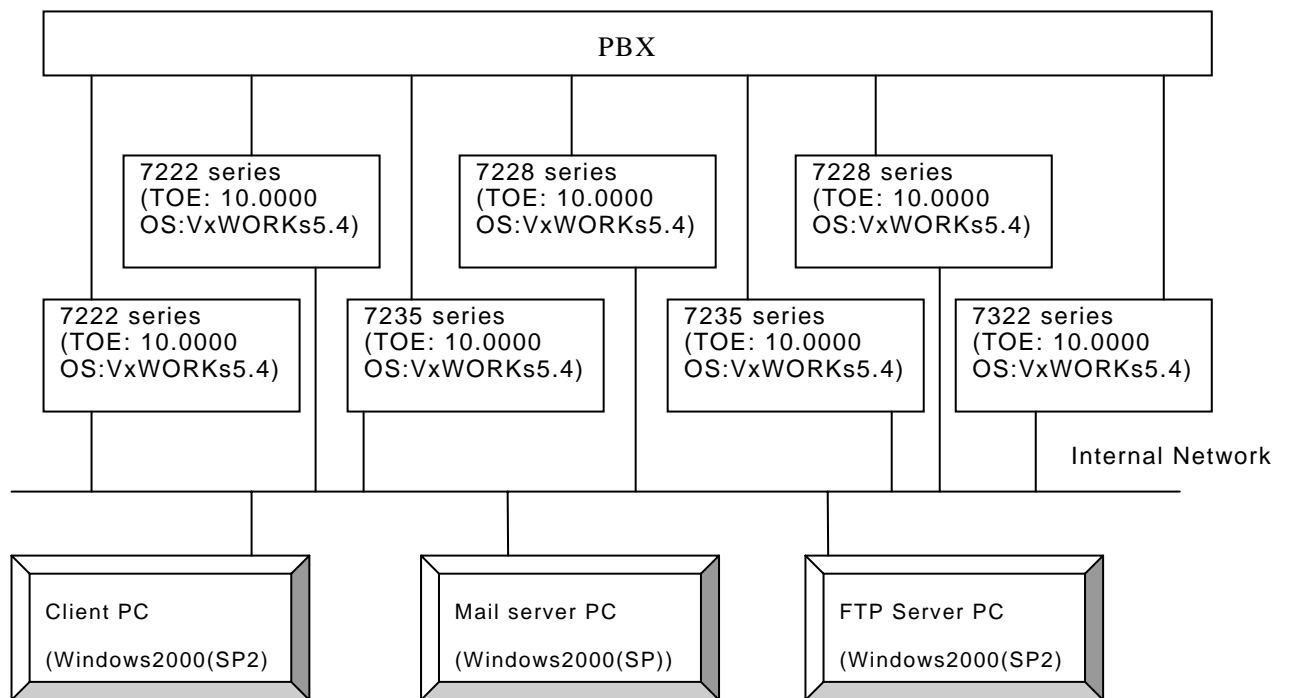 PBX
7222 series
(TOE: 10.0000
OS:VxWORKs5.4)
7228 series
(TOE: 10.0000
OS:VxWORKs5.4)
7228 series
(TOE: 10.0000
OS:VxWORKs5.4)
7222 series
(TOE: 10.0000
OS:VxWORKs5.4)
7235 series
(TOE: 10.0000
OS:VxWORKs5.4)
7235 series
(TOE: 10.0000
OS:VxWORKs5.4)
7322 series
(TOE: 10.0000
OS:VxWORKs5.4)
Internal Network
Client PC
(Windows2000(SP2)
Mail server PC
(Windows2000(SP))
FTP Server PC
(Windows2000(SP2)